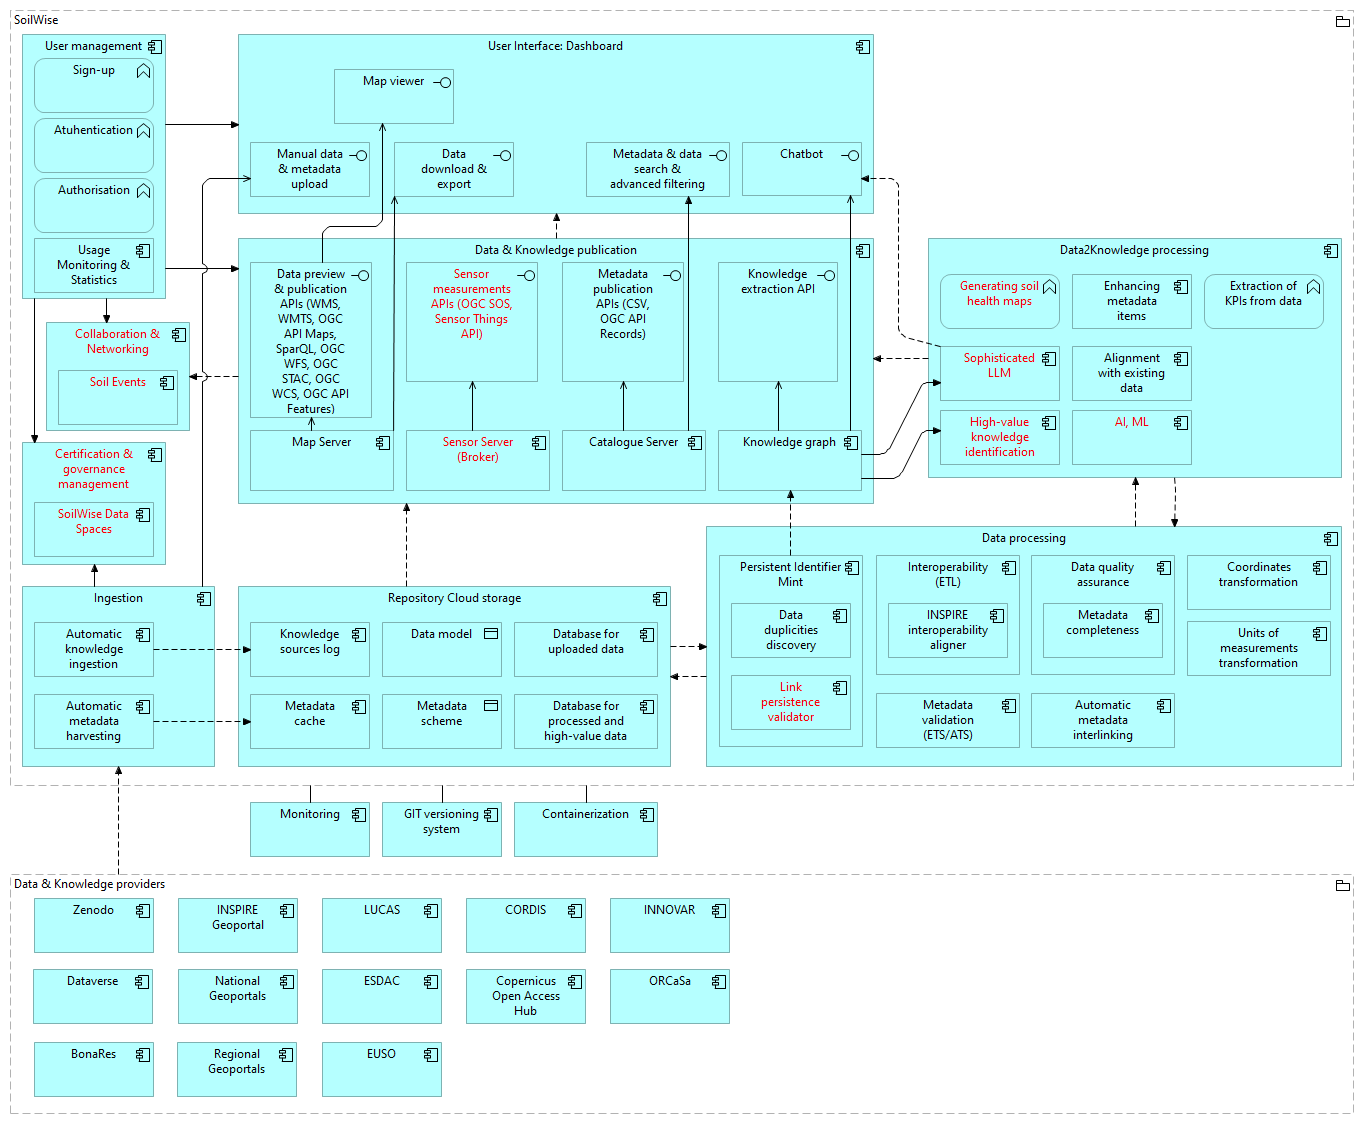 SoilWise
User management
Sign-up
Atuhentication
Authorisation
Usage
Monitoring &
Statistics
User Interface: Dashboard
Map viewer
Manual data
& metadata
upload
Data
download &
export
Metadata & data
search &
advanced filtering
Chatbot
Data & Knowledge publication
Data preview
& publication
APIs (WMS,
WMTS, OGC
API Maps,
SparQL, OGC
WFS, OGC
STAC, OGC
WCS, OGC API
Features)
Sensor
measurements
APIs (OGC SOS,
Sensor Things
API)
Metadata
publication
APIs (CSV,
OGC API
Records)
Knowledge
extraction API
Map Server
Sensor Server
(Broker)
Catalogue Server
Knowledge graph
Data2Knowledge processing
Generating soil
health maps
Enhancing
metadata
items
Extraction of
KPIs from data
Sophisticated
LLM
Alignment
with existing
data
High-value
knowledge
identification
AI, ML
Collaboration &
Networking
Soil Events
Certification &
governance
management
SoilWise Data
Spaces
Ingestion
Automatic
knowledge
ingestion
Automatic
metadata
harvesting
Repository Cloud storage
Knowledge
sources log
Data model
Database for
uploaded data
Metadata
cache
Metadata
scheme
Database for
processed and
high-value data
Data processing
Persistent Identifier
Mint
Data
duplicities
discovery
Link
persistence
validator
Interoperability
(ETL)
INSPIRE
interoperability
aligner
Data quality
assurance
Metadata
completeness
Coordinates
transformation
Units of
measurements
transformation
Metadata
validation
(ETS/ATS)
Automatic
metadata
interlinking
Monitoring
GIT versioning
system
Containerization
Data & Knowledge providers
Zenodo
INSPIRE
Geoportal
LUCAS
CORDIS
INNOVAR
Dataverse
National
Geoportals
ESDAC
Copernicus
Open Access
Hub
ORCaSa
BonaRes
Regional
Geoportals
EUSO